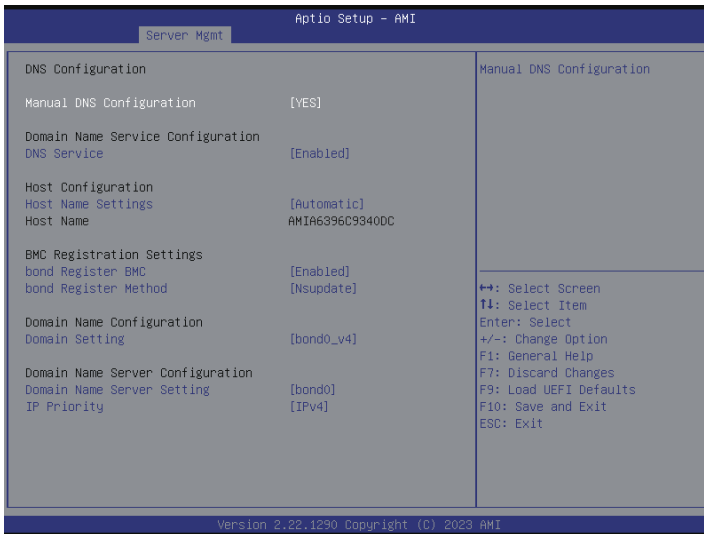 Aptio Setup – AMI
Server Mgmt
DNS Configuration
Manual DNS Configuration [YES]
Domain Name Service Configuration
DNS Service [Enabled]
Host Configuration
Host Name Settings [Automatic]
Host Name AMIA6396C9340DC
BMC Registration Settings
bond Register BMC [Enabled]
bond Register Method [Nsupdate]
Domain Name Configuration
Domain Setting [bond0_v4]
Domain Name Server Configuration
Domain Name Server Setting [bond0]
IP Priority [IPv4]
Manual DNS Configuration
↔: Select Screen
↑↓: Select Item
Enter: Select
+/-: Change Option
F1: General Help
F7: Discard Changes
F9: Load UEFI Defaults
F10: Save and Exit
ESC: Exit
Version 2.22.1290 Copyright (C) 2023 AMI